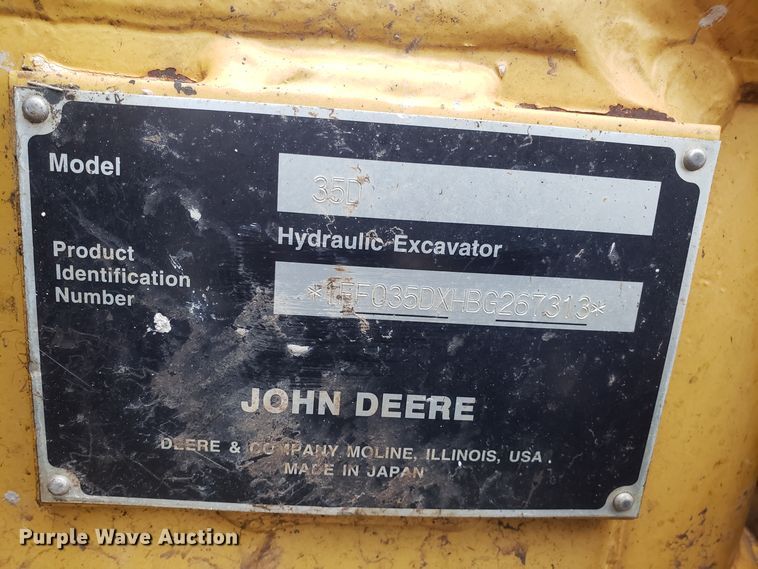 Model
35D
Hydraulic Excavator
Product
Identification
Number
*1FF035DXHBG267313*
JOHN DEERE
DEERE & COMPANY MOLINE, ILLINOIS, USA.
MADE IN JAPAN
Purple Wave Auction